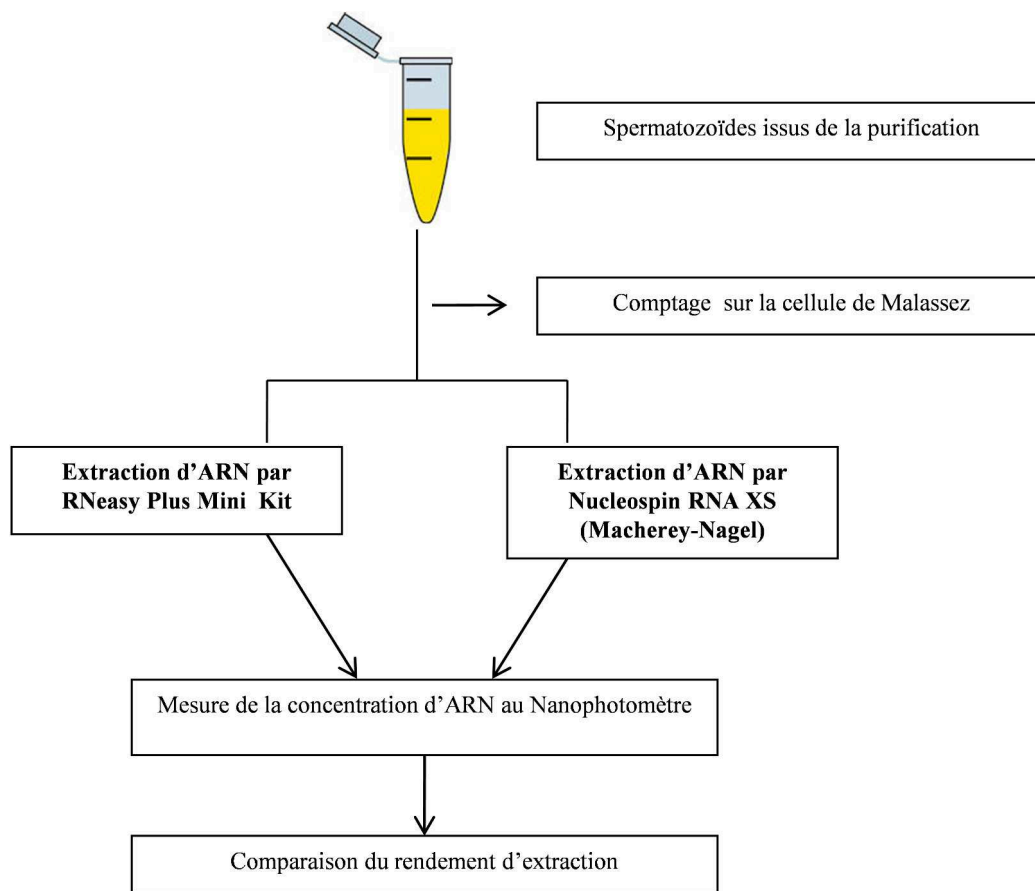 Spermatozoïdes issus de la purification
Comptage sur la cellule de Malassez
Extraction d’ARN par
RNeasy Plus Mini Kit
Extraction d’ARN par
Nucleospin RNA XS
(Macherey-Nagel)
Mesure de la concentration d’ARN au Nanophotomètre
Comparaison du rendement d’extraction